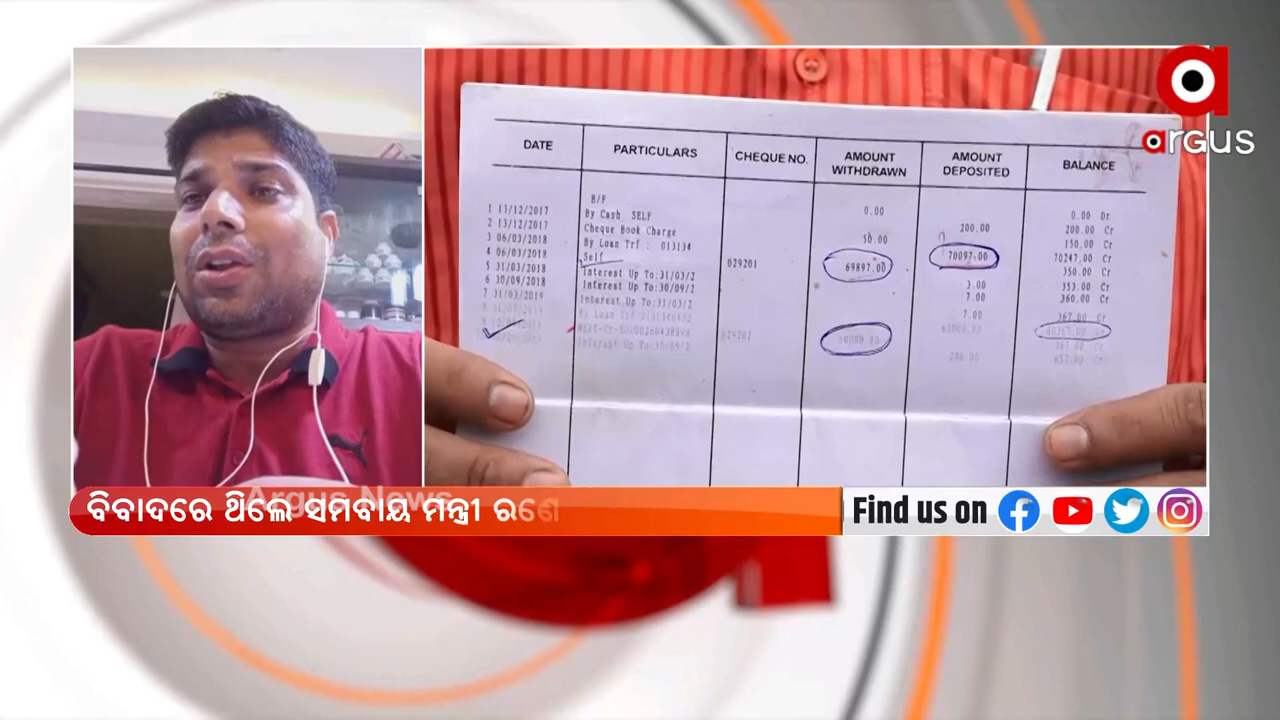 argus
DATE PARTICULARS CHEQUE NO. AMOUNT WITHDRAWN AMOUNT DEPOSITED BALANCE
B/F 0.00 0.00 Dr
1 13/12/2017 By Cash SELF 200.00 200.00 Cr
2 13/12/2017 Cheque Book Charge 50.00 150.00 Cr
3 06/03/2018 By Loan Trf : 013134 70097.00 70247.00 Cr
4 06/03/2018 Self 029201 69897.00 350.00 Cr
5 31/03/2018 Interest Up To:31/03/2 3.00 353.00 Cr
6 30/09/2018 Interest Up To:30/09/2 7.00 360.00 Cr
7 31/03/2019 Interest Up To:31/03/2 7.00 367.00 Cr
Argus News
ବିବାଦରେ ଥିଲେ ସମବାୟ ମନ୍ତ୍ରୀ ରଣେ
Find us on